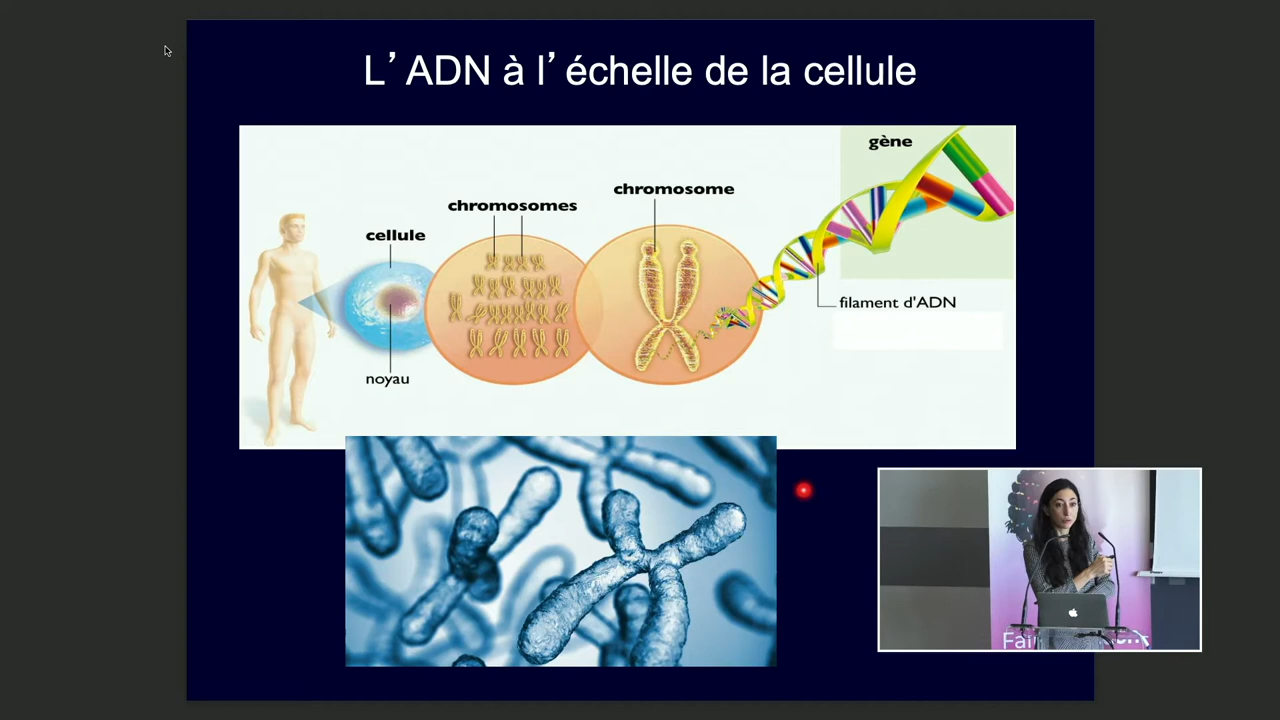 L’ADN à l’échelle de la cellule
gène
chromosome
chromosomes
cellule
filament d'ADN
noyau